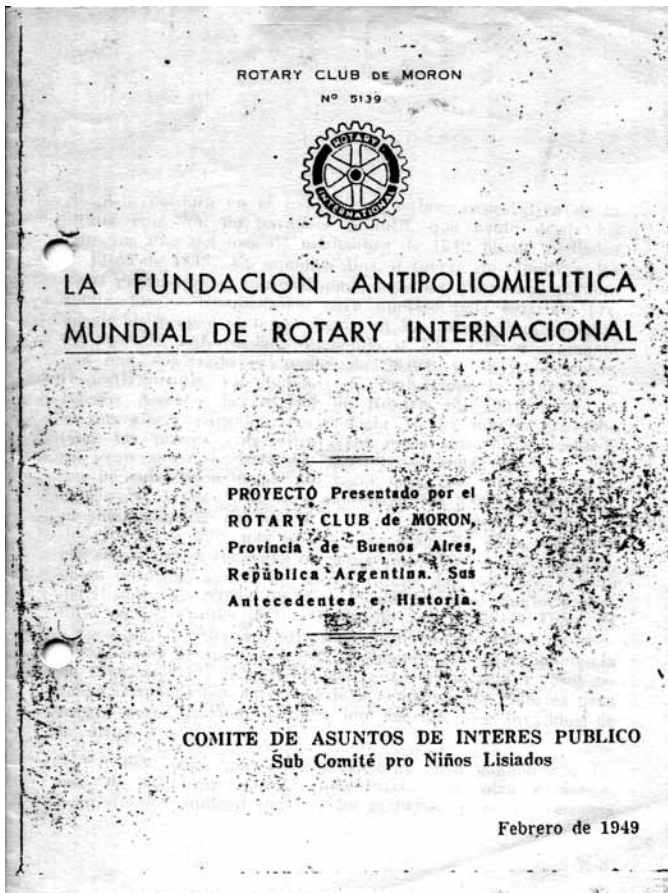 ROTARY CLUB DE MORON
Nº 5139
ROTARY
INTERNATIONAL
LA FUNDACION ANTIPOLIOMIELITICA
MUNDIAL DE ROTARY INTERNACIONAL
PROYECTO Presentado por el
ROTARY CLUB de MORON,
Provincia de Buenos Aires,
República Argentina. Sus
Antecedentes e Historia.
COMITE DE ASUNTOS DE INTERES PUBLICO
Sub Comité pro Niños Lisiados
Febrero de 1949